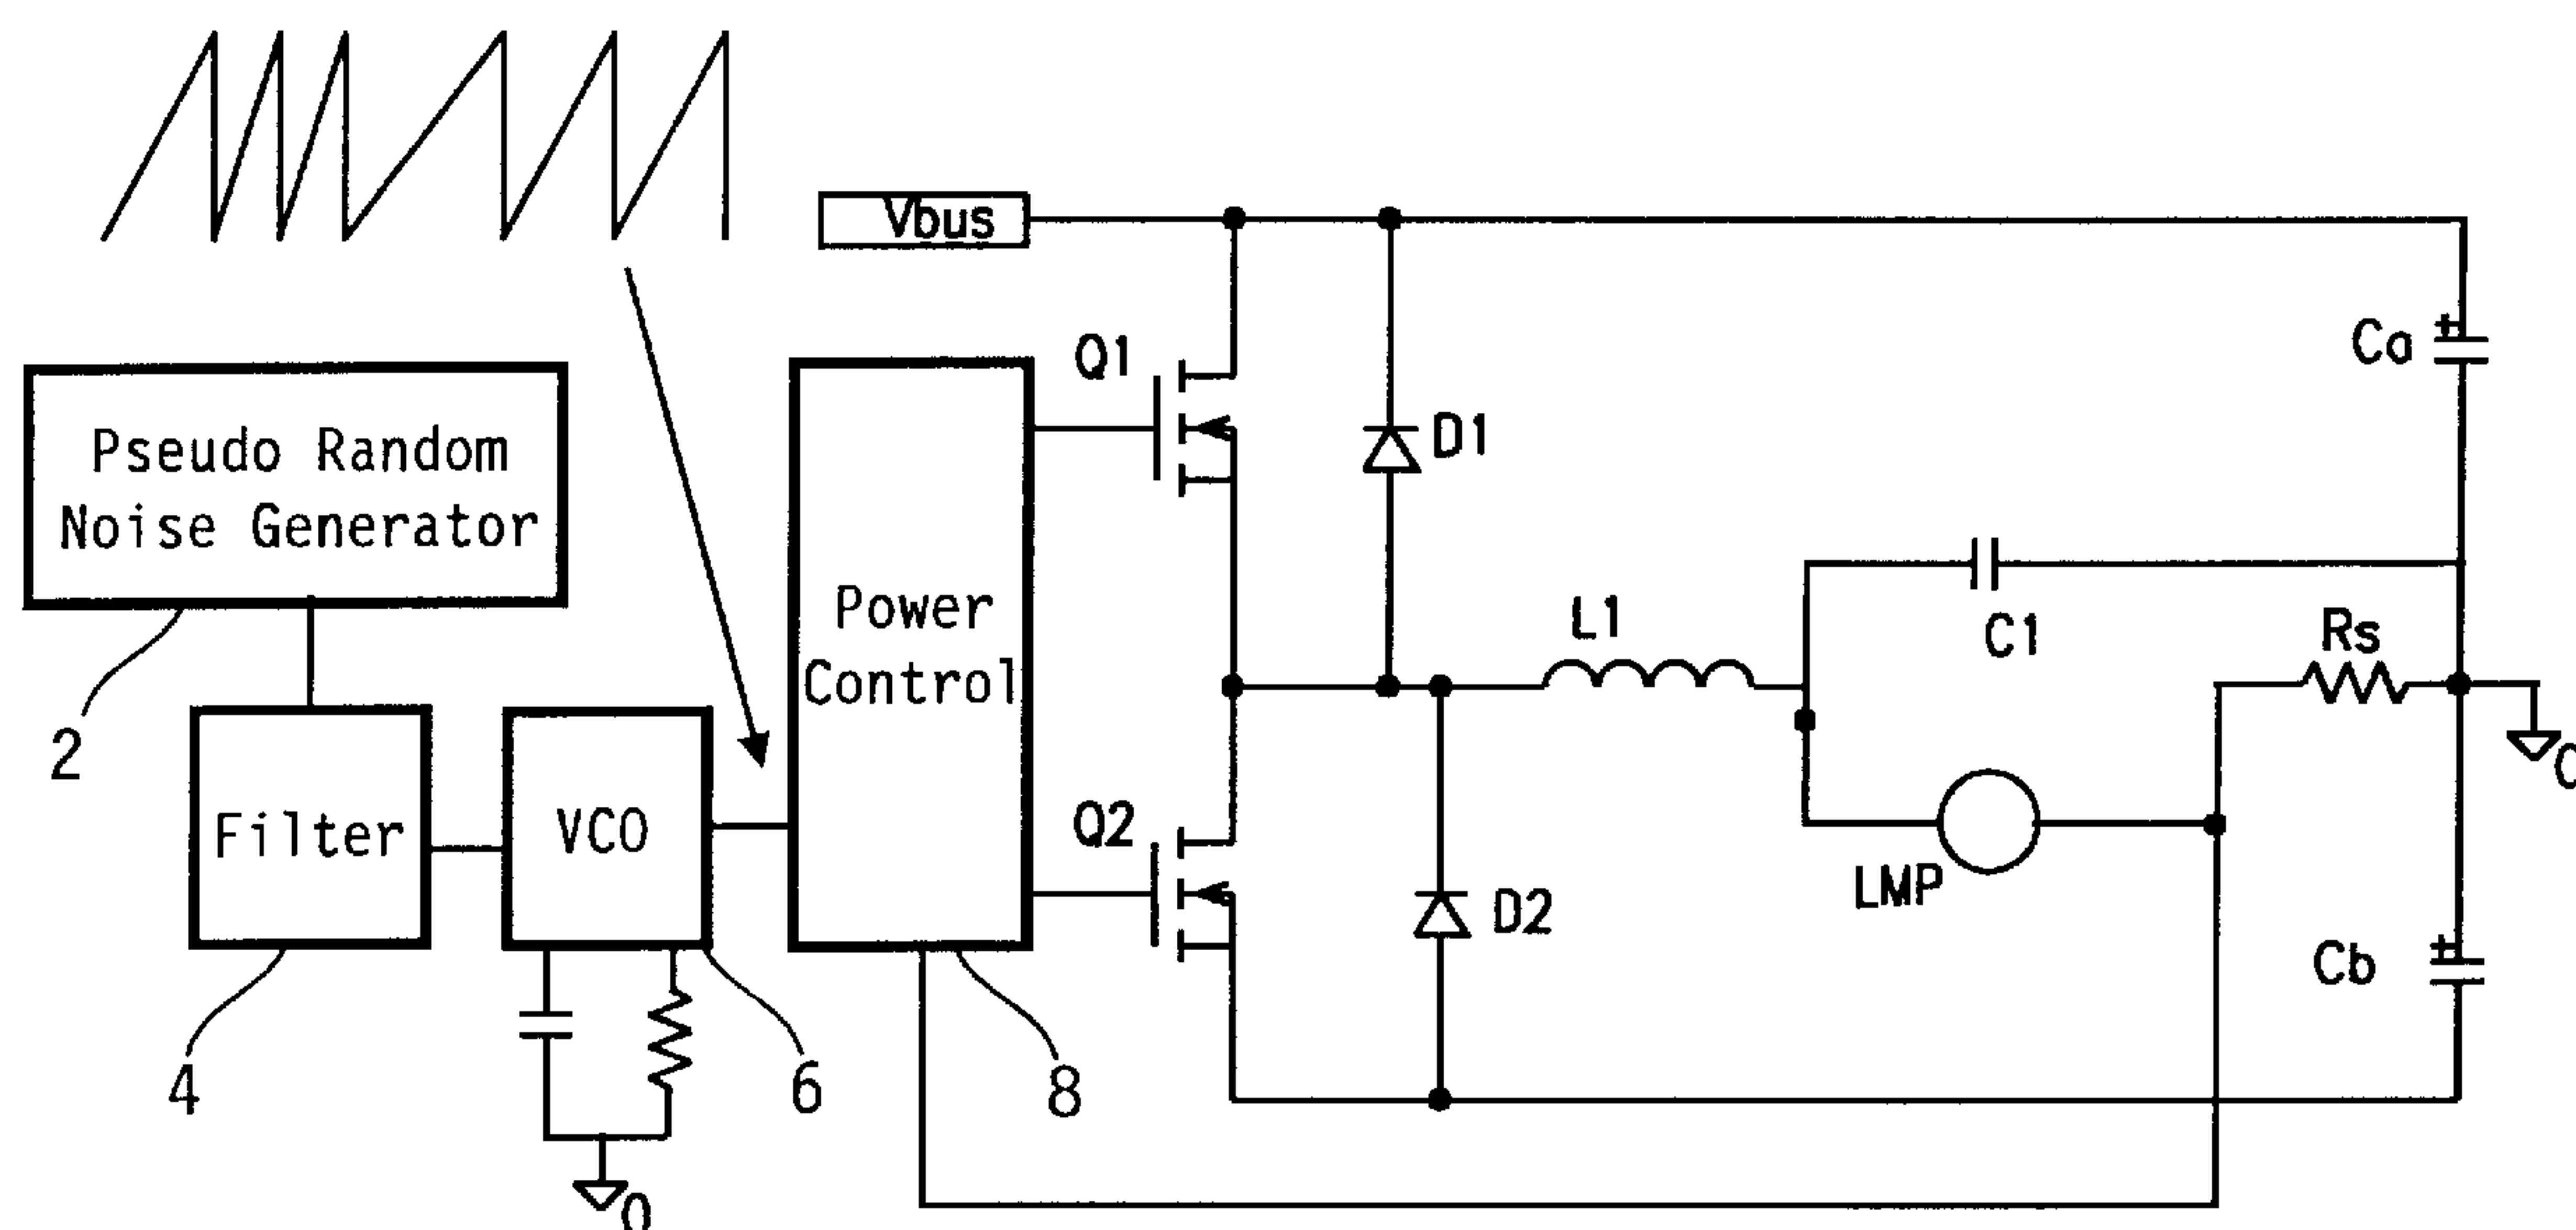 Vbus
Q1
Ca
D1
Pseudo Random
Noise Generator
Power
Control
L1
C1
Rs
2
0
Filter
VCO
Q2
LMP
D2
Cb
4
6
8
0